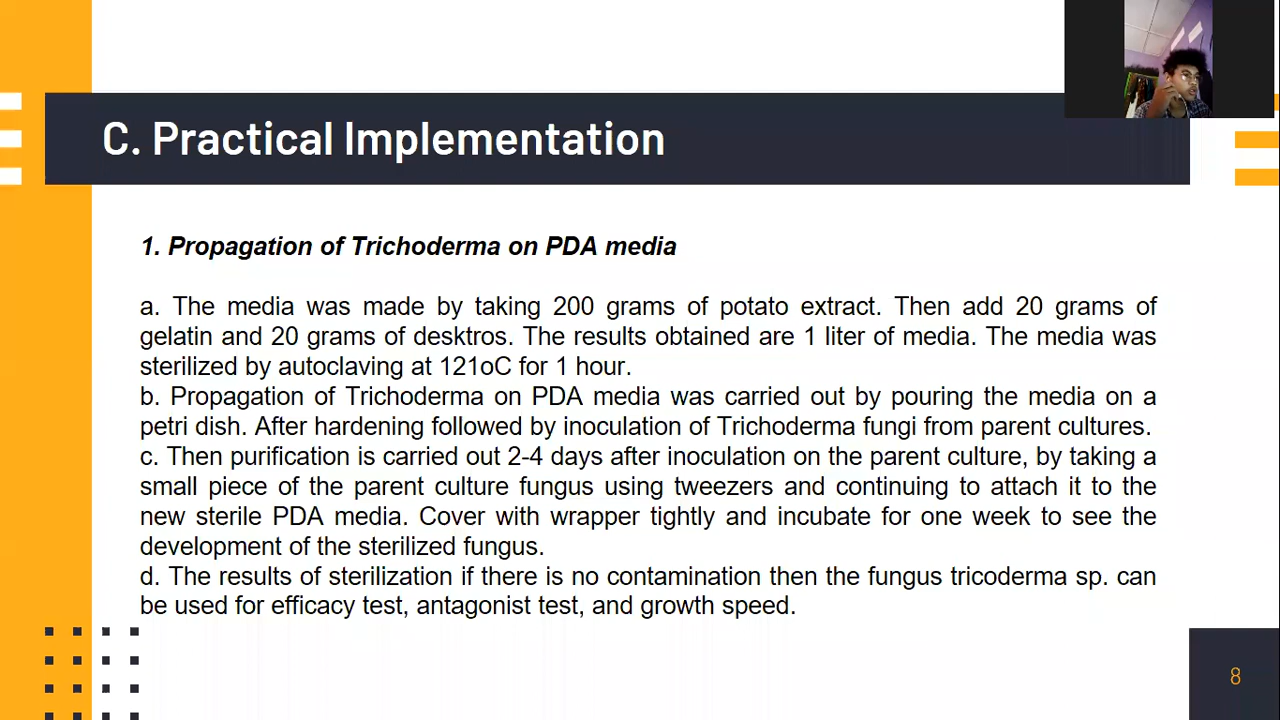 C. Practical Implementation
1. Propagation of Trichoderma on PDA media
a. The media was made by taking 200 grams of potato extract. Then add 20 grams of
gelatin and 20 grams of desktros. The results obtained are 1 liter of media. The media was
sterilized by autoclaving at 121oC for 1 hour.
b. Propagation of Trichoderma on PDA media was carried out by pouring the media on a
petri dish. After hardening followed by inoculation of Trichoderma fungi from parent cultures.
c. Then purification is carried out 2-4 days after inoculation on the parent culture, by taking a
small piece of the parent culture fungus using tweezers and continuing to attach it to the
new sterile PDA media. Cover with wrapper tightly and incubate for one week to see the
development of the sterilized fungus.
d. The results of sterilization if there is no contamination then the fungus tricoderma sp. can
be used for efficacy test, antagonist test, and growth speed.
8